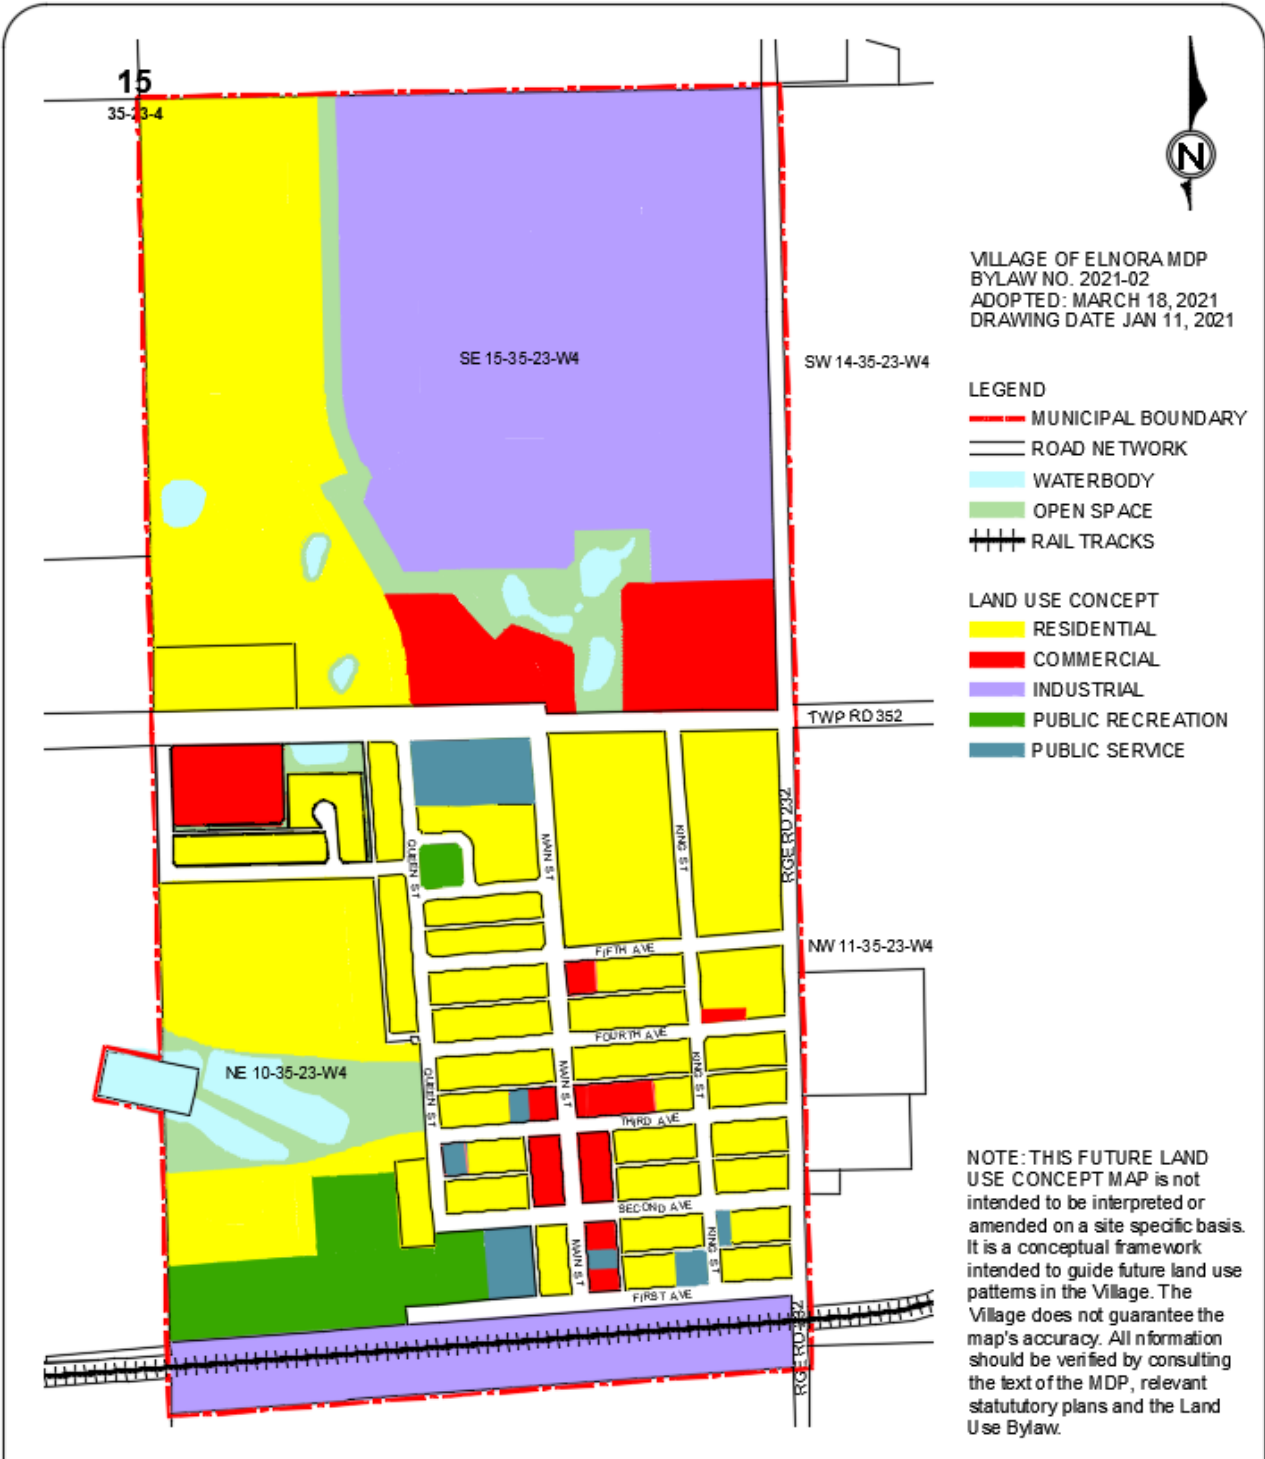 15
35-23-4
N
VILLAGE OF ELNORA MDP
BYLAW NO. 2021-02
ADOPTED: MARCH 18, 2021
DRAWING DATE JAN 11, 2021
SE 15-35-23-W4
SW 14-35-23-W4
LEGEND
MUNICIPAL BOUNDARY
ROAD NETWORK
WATERBODY
OPEN SPACE
RAIL TRACKS
LAND USE CONCEPT
RESIDENTIAL
COMMERCIAL
INDUSTRIAL
PUBLIC RECREATION
PUBLIC SERVICE
TWP RD 352
RGE RD 232
QUEEN ST
MAIN ST
KING ST
FIFTH AVE
NW 11-35-23-W4
FOURTH AVE
NE 10-35-23-W4
QUEEN ST
MAIN ST
KING ST
THIRD AVE
SECOND AVE
MAIN ST
KING ST
FIRST AVE
RGE RD 232
NOTE: THIS FUTURE LAND
USE CONCEPT MAP is not
intended to be interpreted or
amended on a site specific basis.
It is a conceptual framework
intended to guide future land use
patterns in the Village. The
Village does not guarantee the
map's accuracy. All nformation
should be verified by consulting
the text of the MDP, relevant
statututory plans and the Land
Use Bylaw.